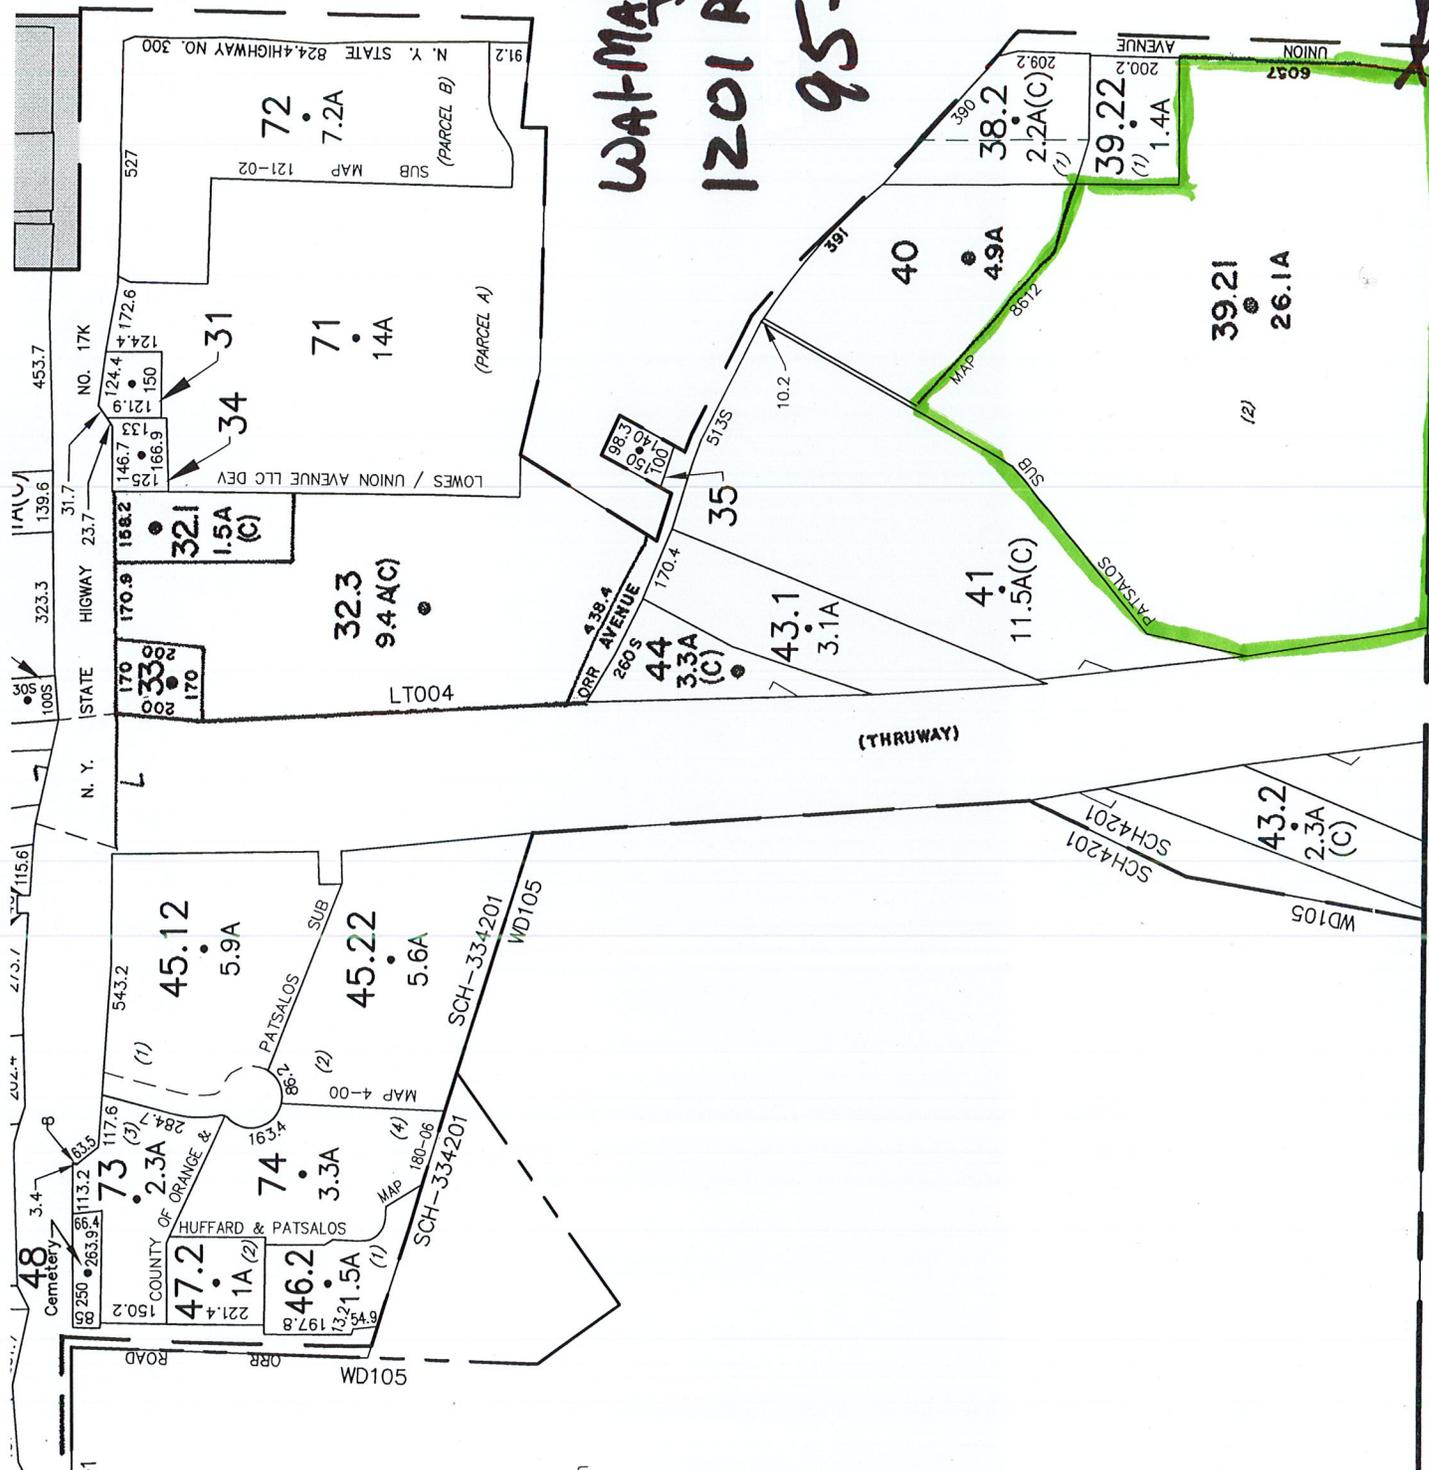 N. Y. STATE 824.4 HIGHWAY NO. 300
91.2
72
7.2A
(PARCEL B)
527
SUB MAP 121-02
WAl-MA
1201 R
95-
UNION AVENUE
6057
209.2
200.2
390
38.2
2.2A(C)
(1)
39.22
1.4A
(1)
391
40
4.9A
8612
MAP
39.21
26.1A
(2)
453.7
NO. 17K
172.6
124.4
124.4
150
121.9
31
71
14A
(PARCEL A)
10.2
513S
133
146.7
166.9
125
34
LOWES / UNION AVENUE LLC DEV
98.3
140
150
100
35
SUB
139.6
31.7
23.7
158.2
32.1
1.5A
(C)
323.3
HIGWAY
170.9
32.3
9.4 A(C)
438.4
ORR AVENUE
170.4
260 S
44
3.3A
(C)
43.1
3.1A
41
11.5A(C)
PATSALOS
100S
STATE
170
200
33
200
170
LT004
N. Y.
(THRUWAY)
115.6
SCH4201
SCH4201
43.2
2.3A
(C)
WD105
45.12
5.9A
543.2
(1)
SUB
PATSALOS
45.22
5.6A
(2)
86.2
MAP 4-00
SCH-334201
WD105
273.7
63.5
117.6
(3)
284.7
163.4
3.4
113.2
73
2.3A
COUNTY OF ORANGE &
74
3.3A
(4)
MAP 180-06
SCH-334201
HUFFARD & PATSALOS
48
Cemetery
66.4
263.9
250
85
150.2
47.2
1A
(2)
221.4
46.2
1.5A
(1)
197.8
13.2
54.9
ORR ROAD
WD105